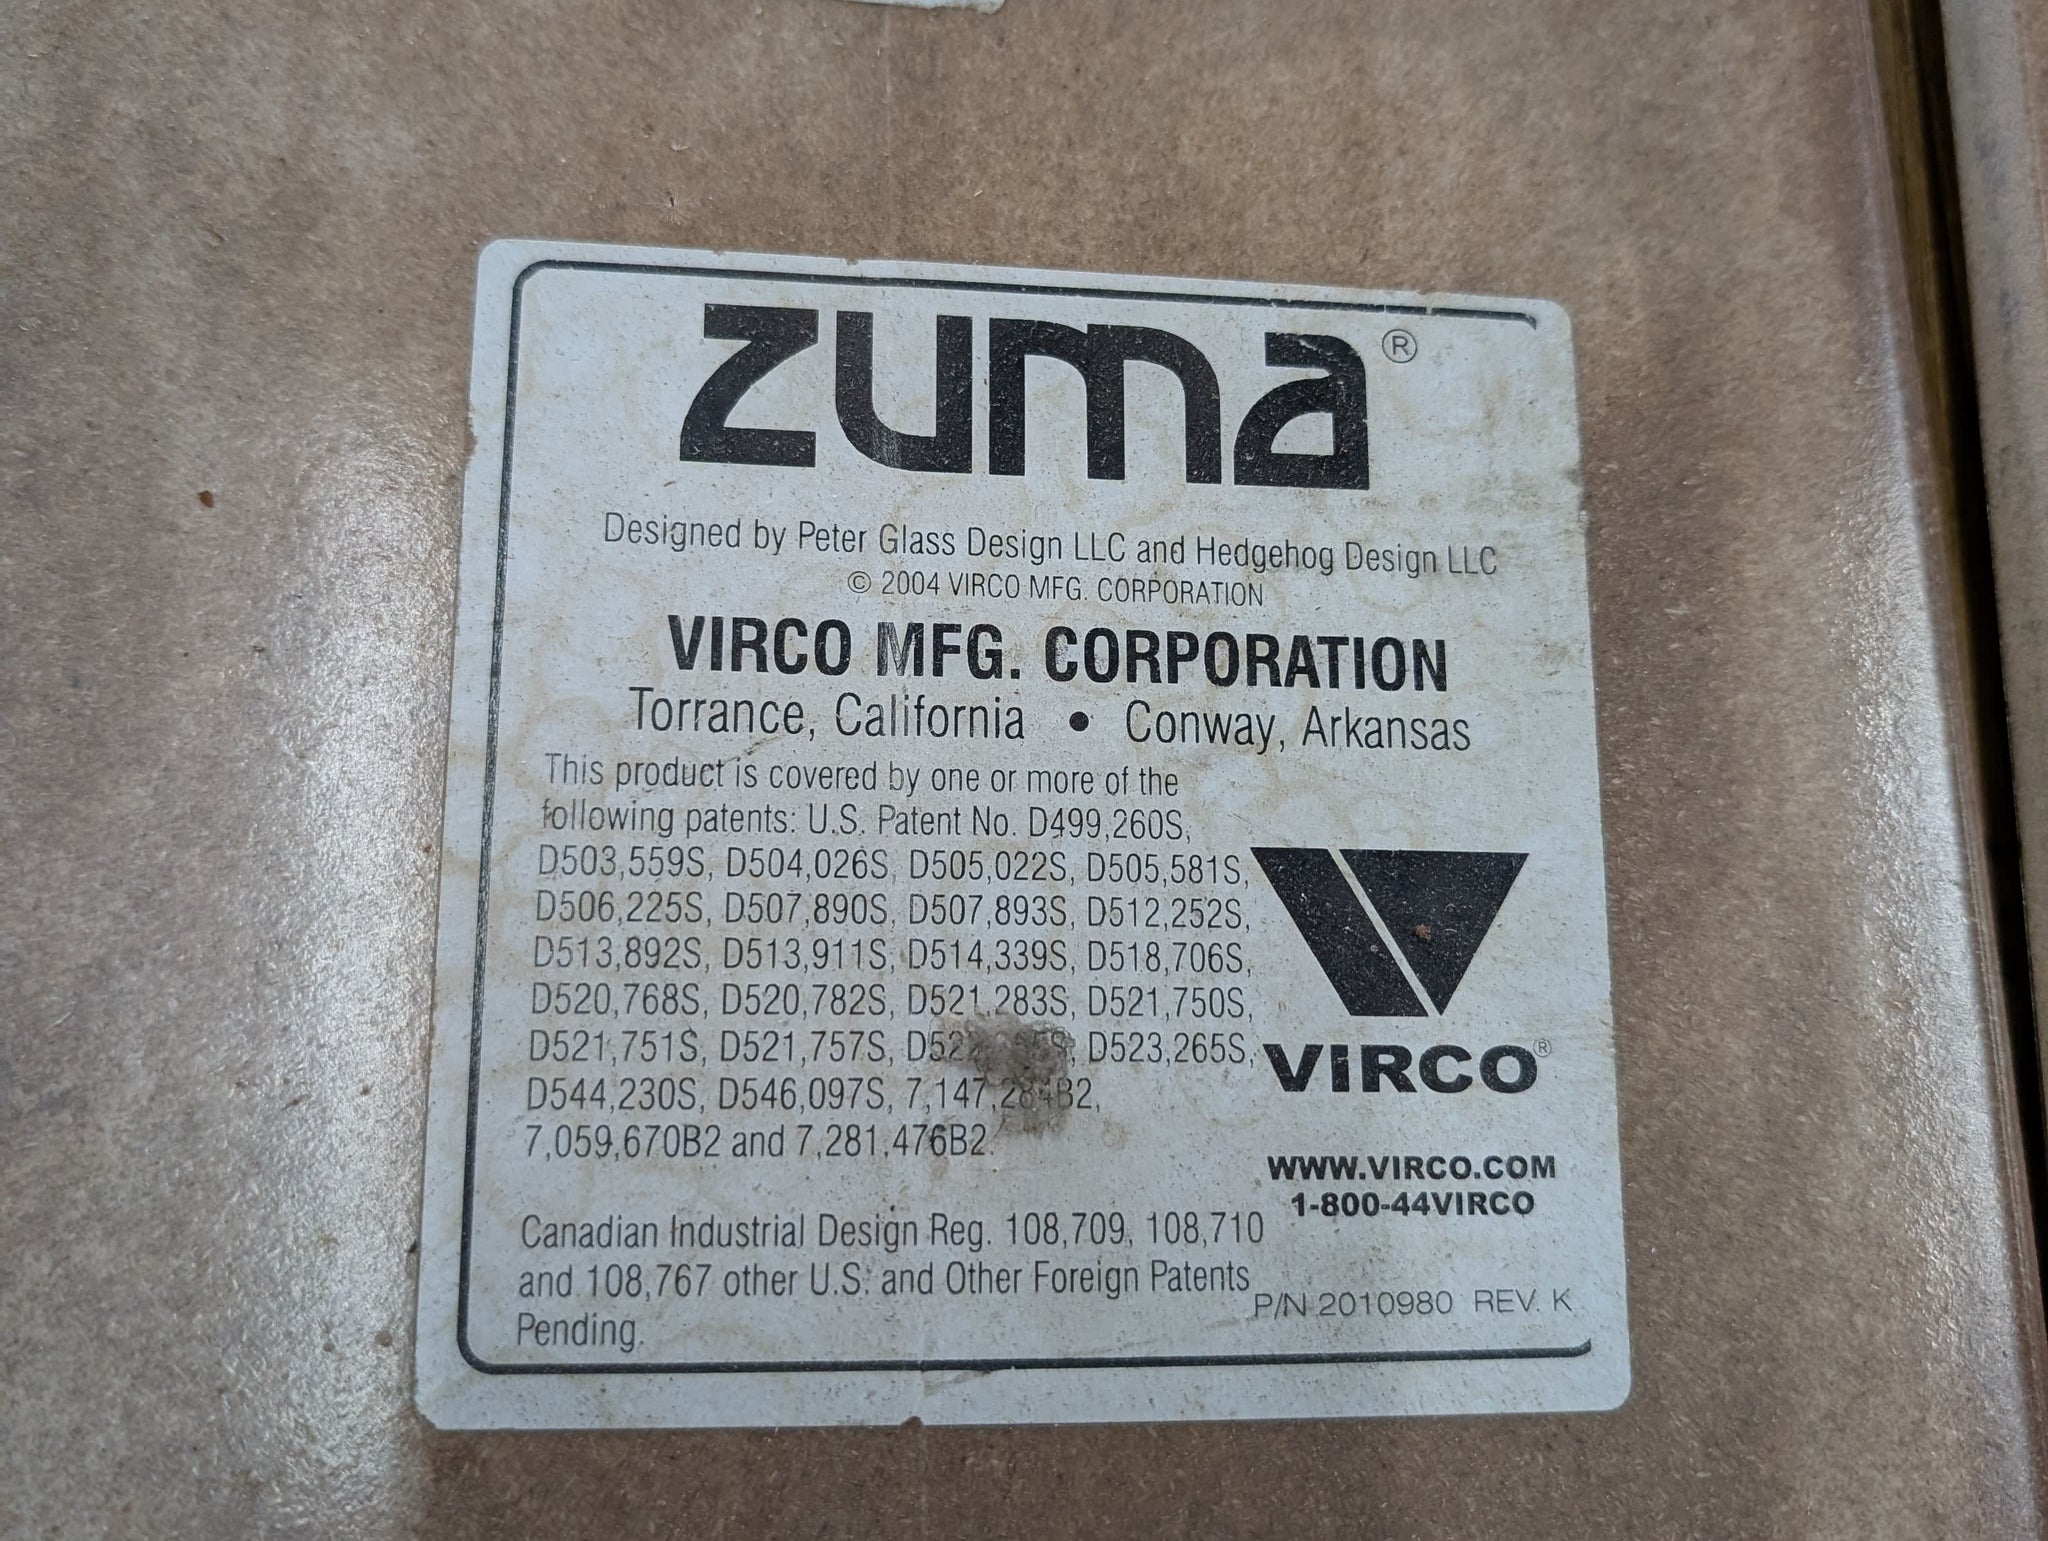 zuma®
Designed by Peter Glass Design LLC and Hedgehog Design LLC
© 2004 VIRCO MFG. CORPORATION
VIRCO MFG. CORPORATION
Torrance, California • Conway, Arkansas
This product is covered by one or more of the
following patents: U.S. Patent No. D499,260S,
D503,559S, D504,026S, D505,022S, D505,581S,
D506,225S, D507,890S, D507,893S, D512,252S,
D513,892S, D513,911S, D514,339S, D518,706S,
D520,768S, D520,782S, D521,283S, D521,750S,
D521,751S, D521,757S, D523,265S,
D544,230S, D546,097S,
7,059,670B2 and 7,281,476B2.
VIRCO®
WWW.VIRCO.COM
1-800-44VIRCO
Canadian Industrial Design Reg. 108,709, 108,710
and 108,767 other U.S. and Other Foreign Patents
Pending.
P/N 2010980 REV. K